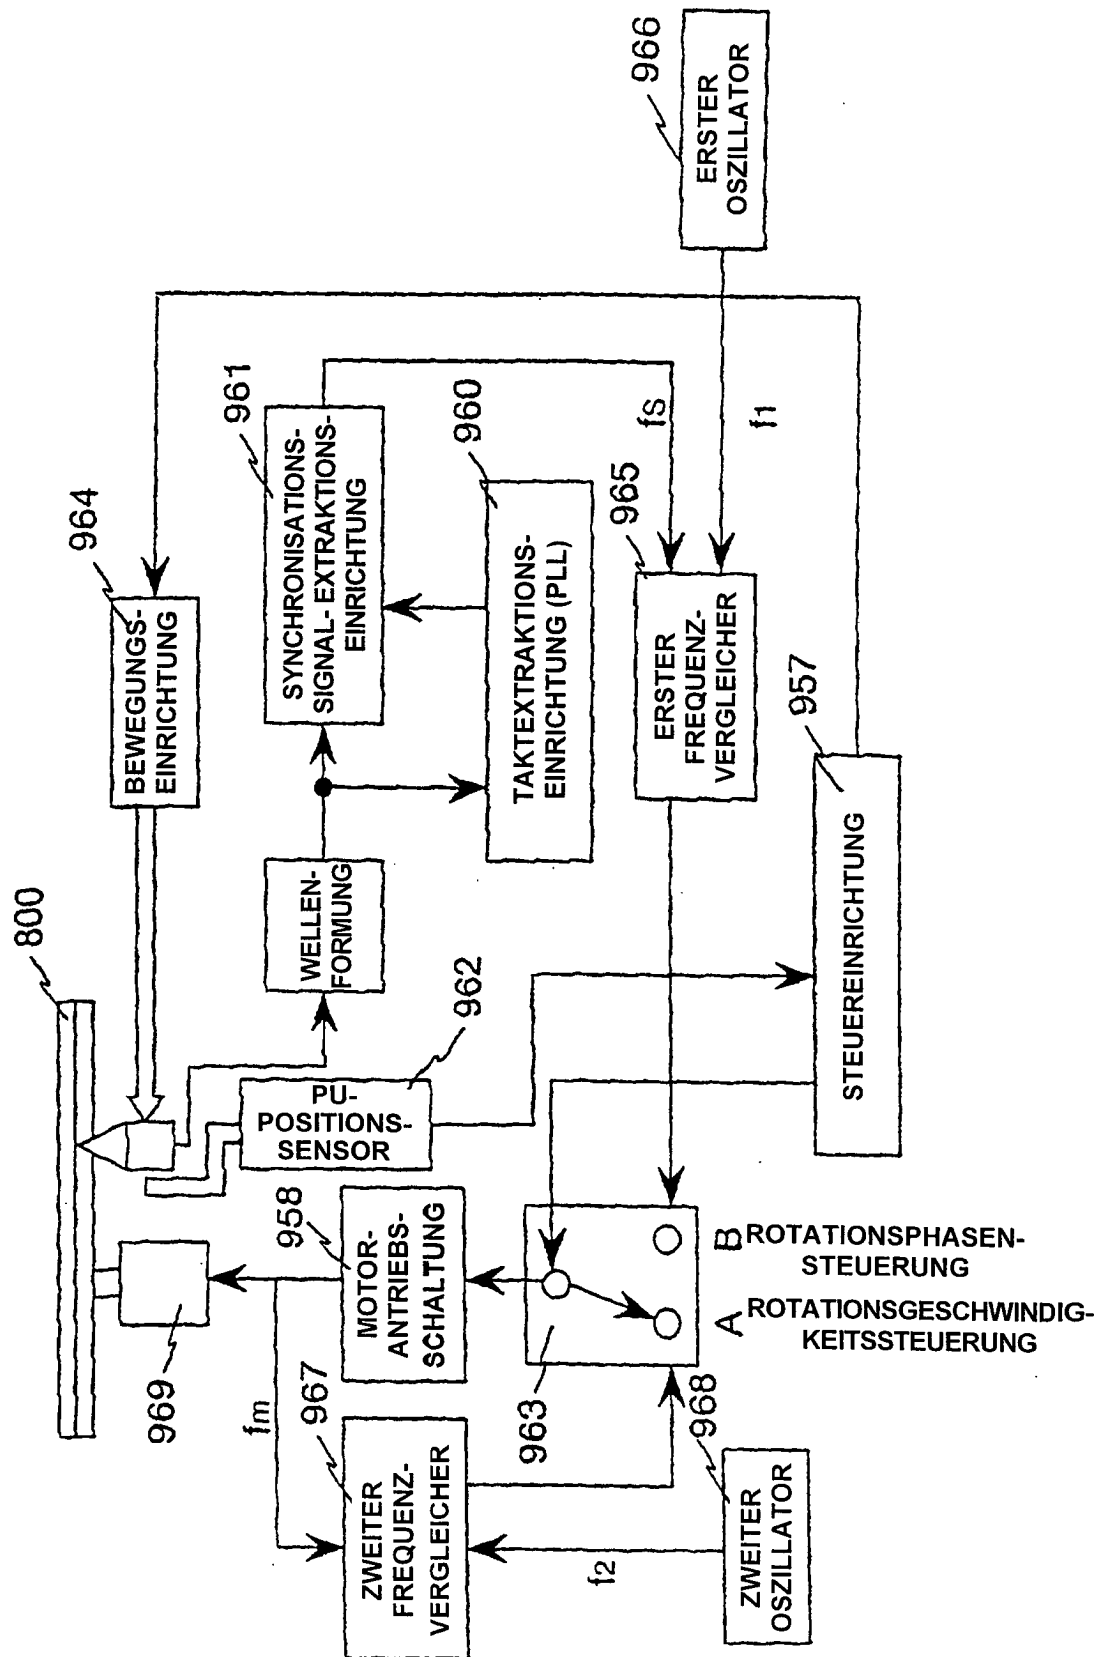 800
964
BEWEGUNGS-
EINRICHTUNG
966
ERSTER
OSZILLATOR
961
SYNCHRONISATIONS-
SIGNAL-EXTRAKTIONS-
EINRICHTUNG
WELLEN-
FORMUNG
960
TAKTEXTRAKTIONS-
EINRICHTUNG (PLL)
fS
f1
965
ERSTER
FREQUENZ-
VERGLEICHER
957
STEUEREINRICHTUNG
962
PU-
POSITIONS-
SENSOR
969
958
MOTOR-
ANTRIEBS-
SCHALTUNG
fm
967
ZWEITER
FREQUENZ-
VERGLEICHER
963
B ROTATIONSPHASEN-
STEUERUNG
A ROTATIONSGESCHWINDIG-
KEITSSTEUERUNG
f2
968
ZWEITER
OSZILLATOR